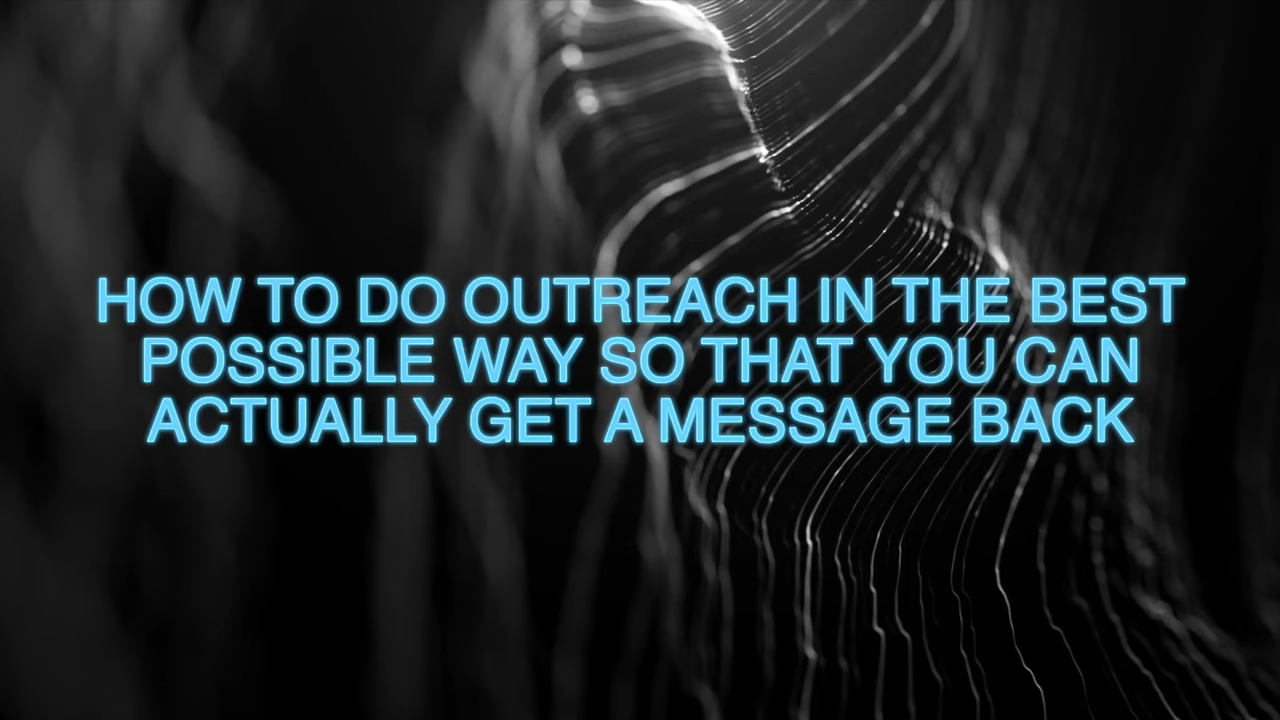 HOW TO DO OUTREACH IN THE BEST
POSSIBLE WAY SO THAT YOU CAN
ACTUALLY GET A MESSAGE BACK